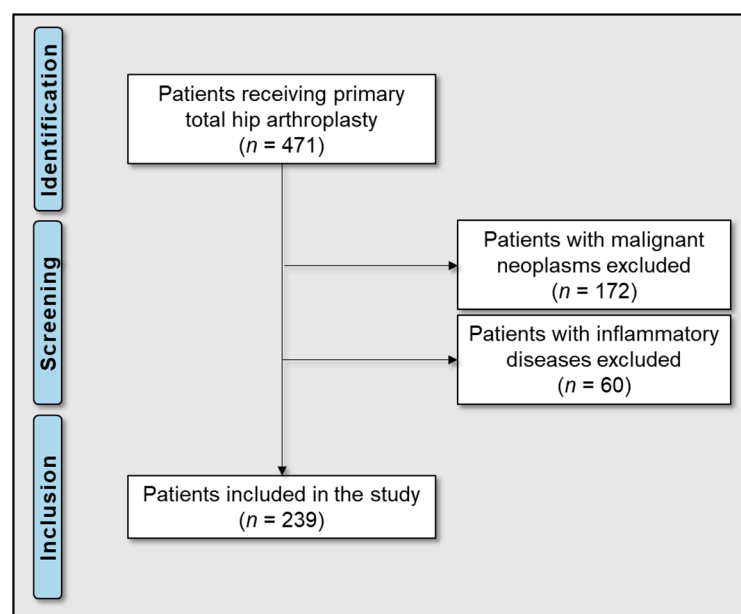 Identification
Patients receiving primary
total hip arthroplasty
(n = 471)
Screening
Patients with malignant
neoplasms excluded
(n = 172)
Patients with inflammatory
diseases excluded
(n = 60)
Inclusion
Patients included in the study
(n = 239)